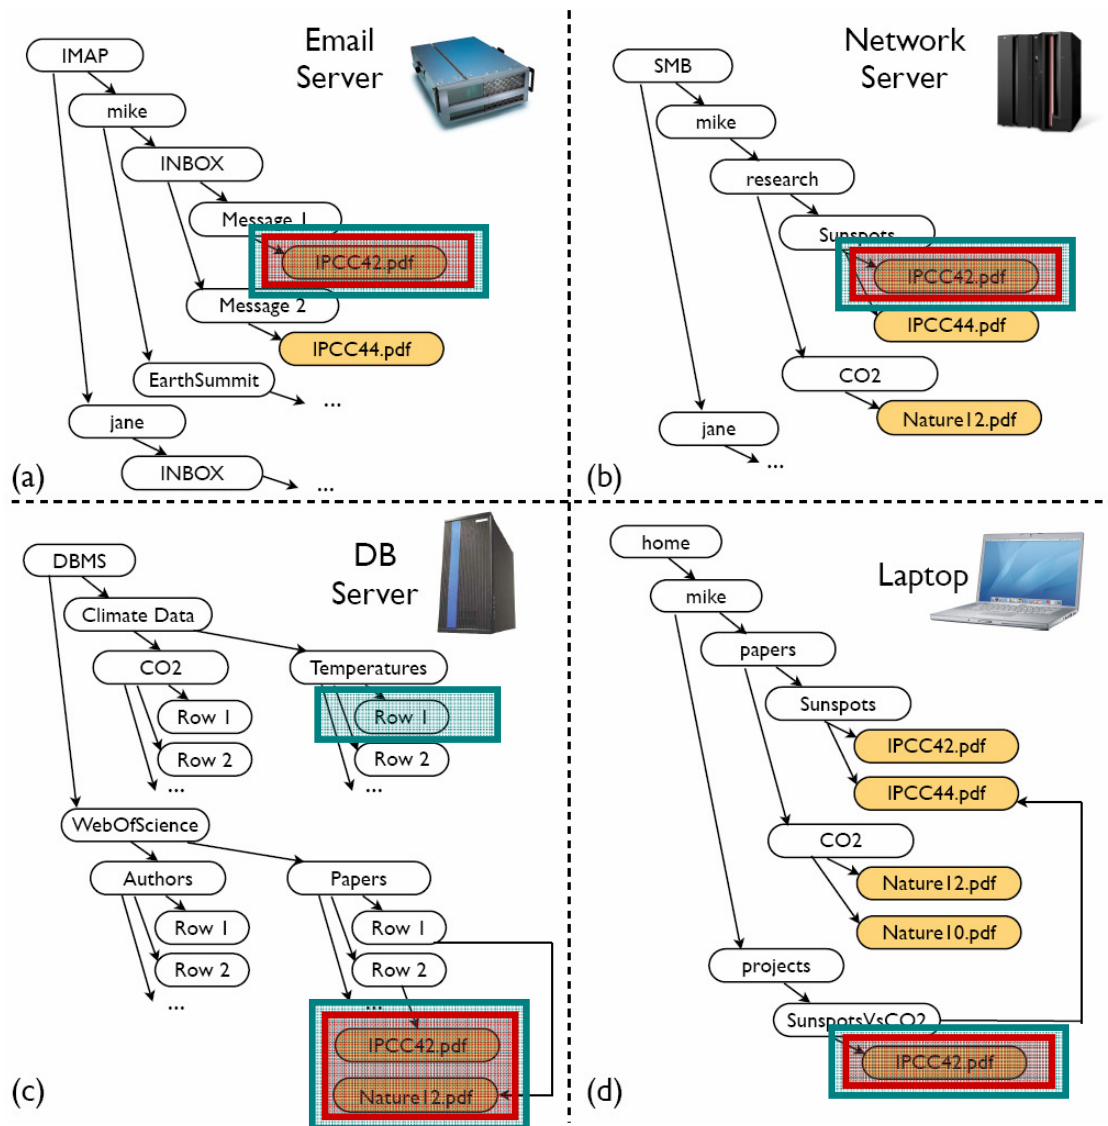 Email
Server
IMAP
mike
INBOX
Message 1
IPCC42.pdf
Message 2
IPCC44.pdf
EarthSummit
...
jane
INBOX
...
(a)
Network
Server
SMB
mike
research
Sunspots
IPCC42.pdf
IPCC44.pdf
CO2
Nature12.pdf
jane
...
(b)
DB
Server
DBMS
Climate Data
CO2
Temperatures
Row 1
Row 1
Row 2
Row 2
...
...
WebOfScience
Authors
Papers
Row 1
Row 1
Row 2
Row 2
...
...
IPCC42.pdf
Nature12.pdf
(c)
Laptop
home
mike
papers
Sunspots
IPCC42.pdf
IPCC44.pdf
CO2
Nature12.pdf
Nature10.pdf
projects
SunspotsVsCO2
IPCC42.pdf
(d)